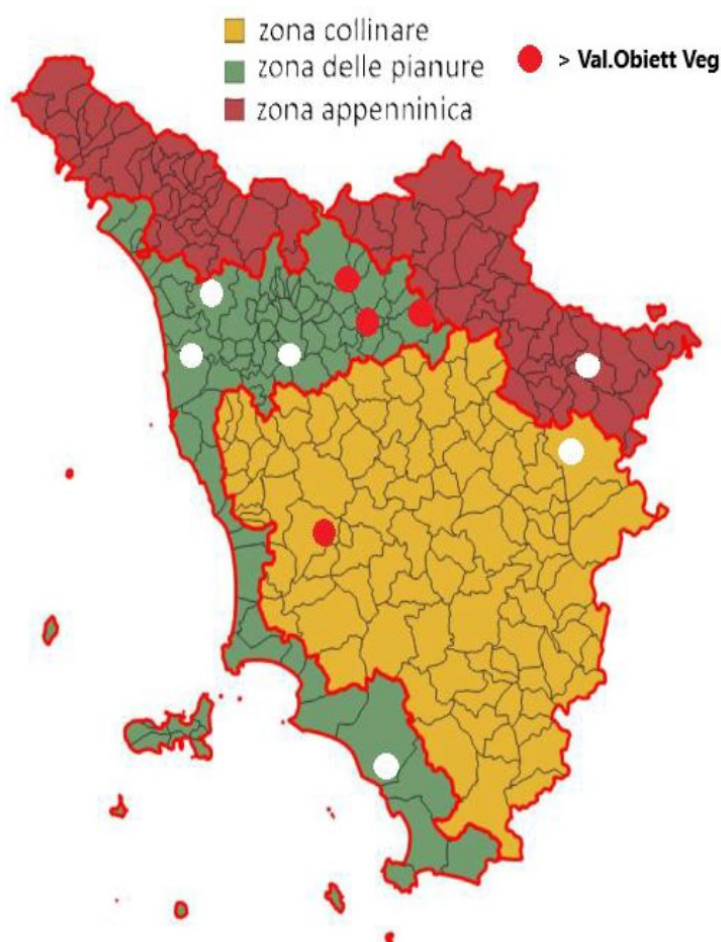 zona collinare
zona delle pianure
zona appenninica
> Val.Obiett Veg